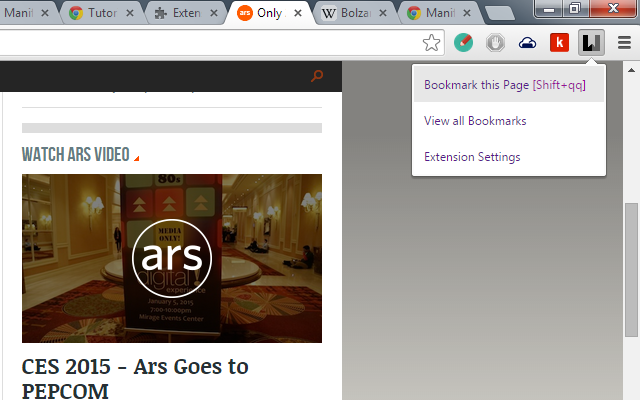 Manit
Tutor
Exten
ars
Only
W
Bolzan
Manit
k
Bookmark this Page [Shift+qq]
View all Bookmarks
Extension Settings
WATCH ARS VIDEO
80s
MEDIA ONLY!
ars
digital
experience
January 5, 2015
7:00-10:00pm
Mirage Events Center
CES 2015 - Ars Goes to
PEPCOM